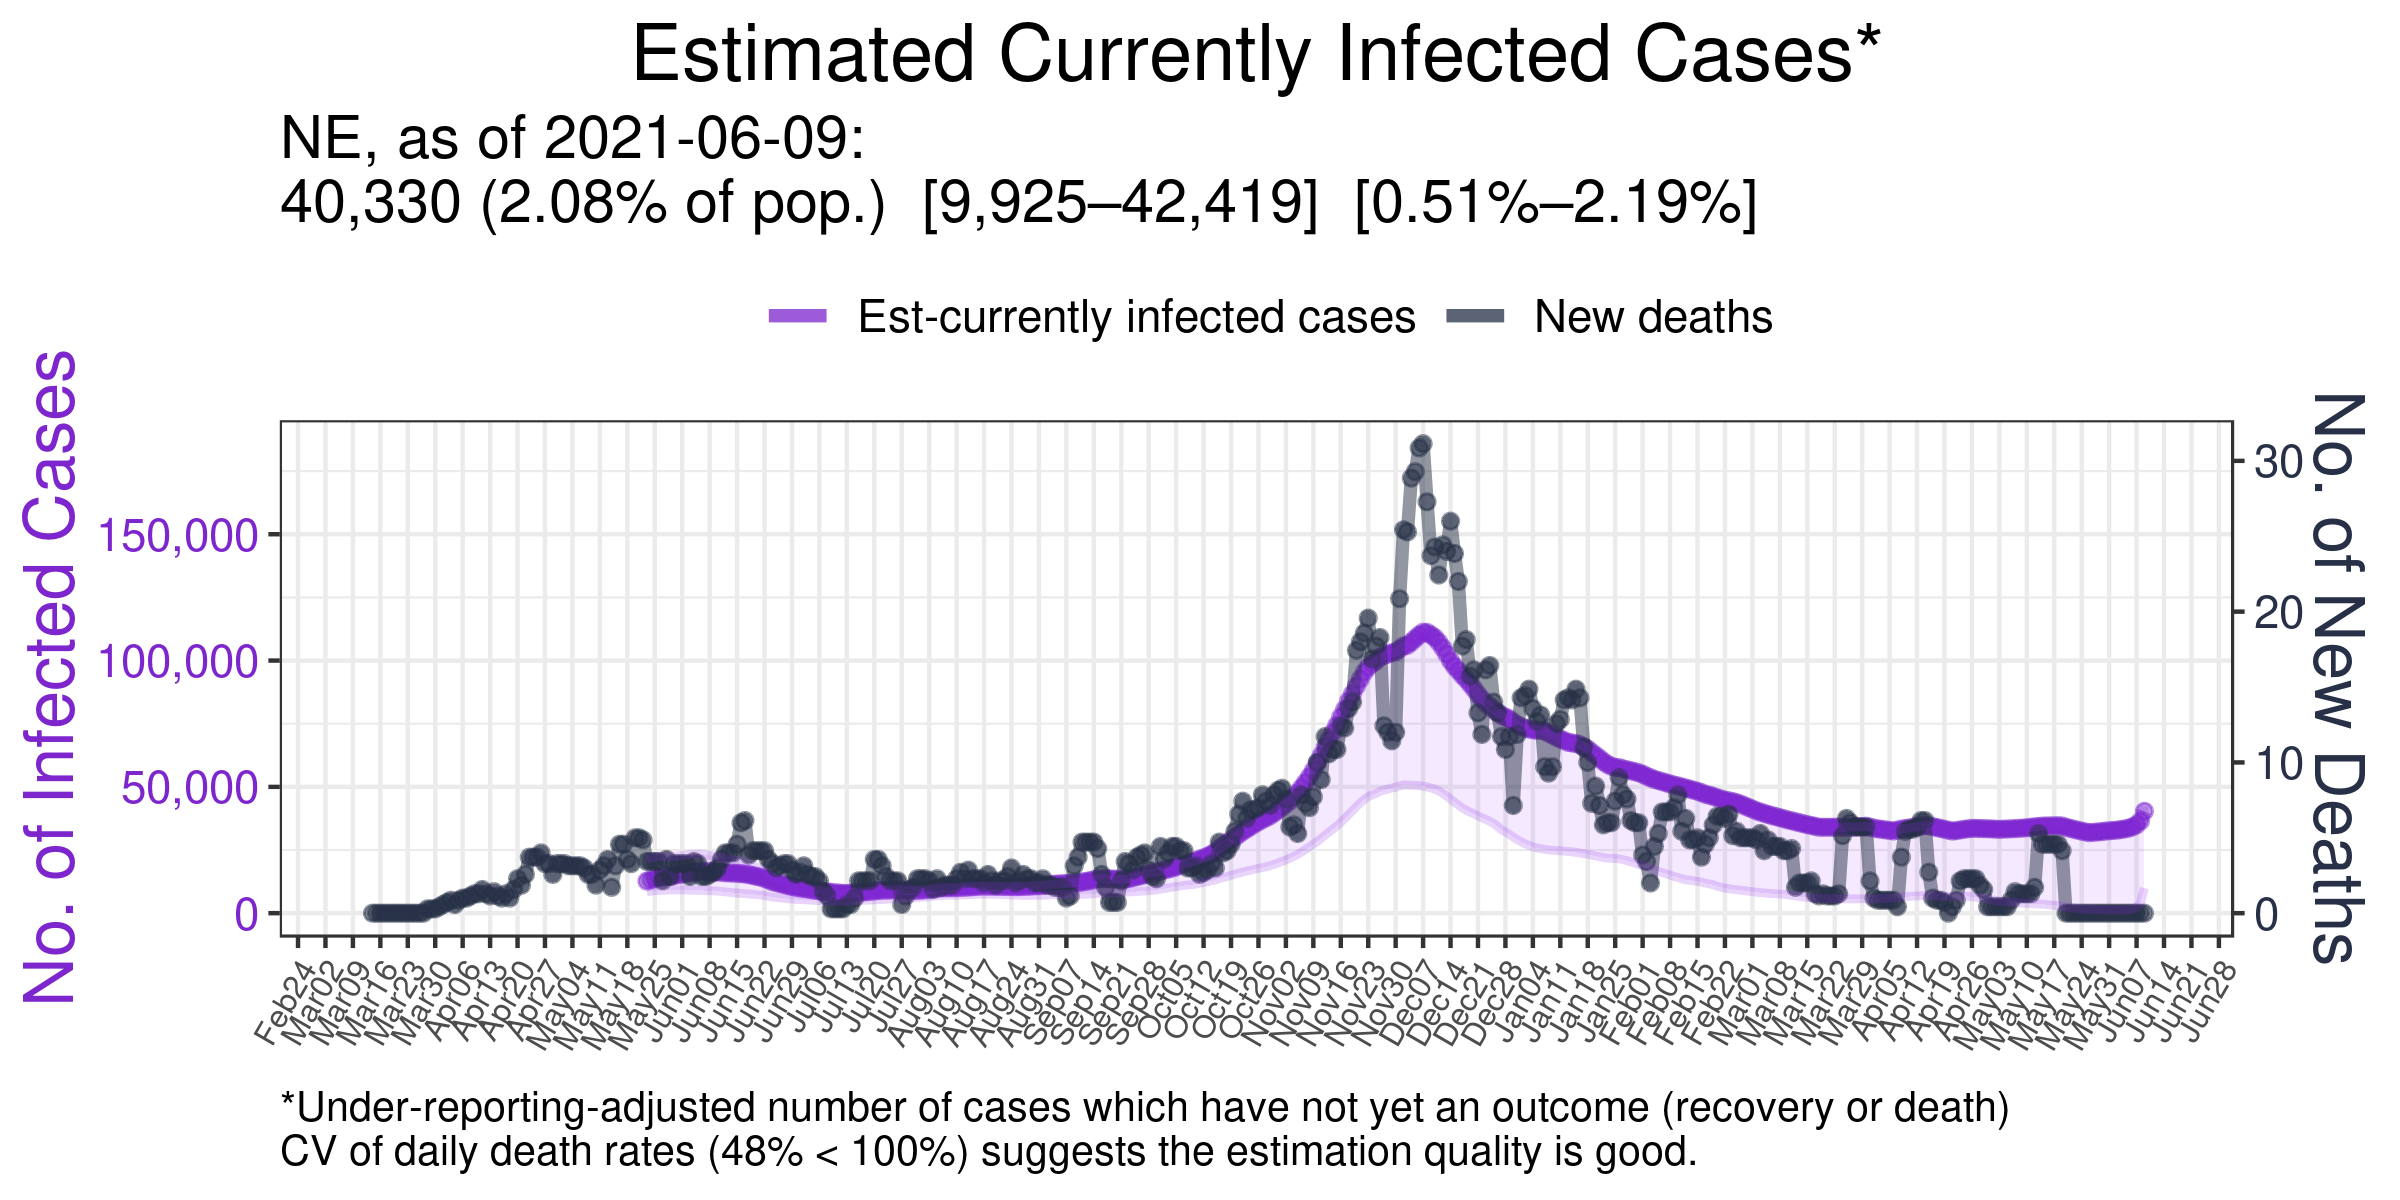 Estimated Currently Infected Cases*
NE, as of 2021-06-09:
40,330 (2.08% of pop.)  [9,925–42,419]  [0.51%–2.19%]
Est-currently infected cases
New deaths
No. of Infected Cases
150,000
100,000
50,000
0
No. of New Deaths
30
20
10
0
Feb24
Mar02
Mar09
Mar16
Mar23
Mar30
Apr06
Apr13
Apr20
Apr27
May04
May11
May18
May25
Jun01
Jun08
Jun15
Jun22
Jun29
Jul06
Jul13
Jul20
Jul27
Aug03
Aug10
Aug17
Aug24
Aug31
Sep07
Sep14
Sep21
Sep28
Oct05
Oct12
Oct19
Oct26
Nov02
Nov09
Nov16
Nov23
Nov30
Dec07
Dec14
Dec21
Dec28
Jan04
Jan11
Jan18
Jan25
Feb01
Feb08
Feb15
Feb22
Mar01
Mar08
Mar15
Mar22
Mar29
Apr05
Apr12
Apr19
Apr26
May03
May10
May17
May24
May31
Jun07
Jun14
Jun21
Jun28
*Under-reporting-adjusted number of cases which have not yet an outcome (recovery or death)
CV of daily death rates (48% < 100%) suggests the estimation quality is good.